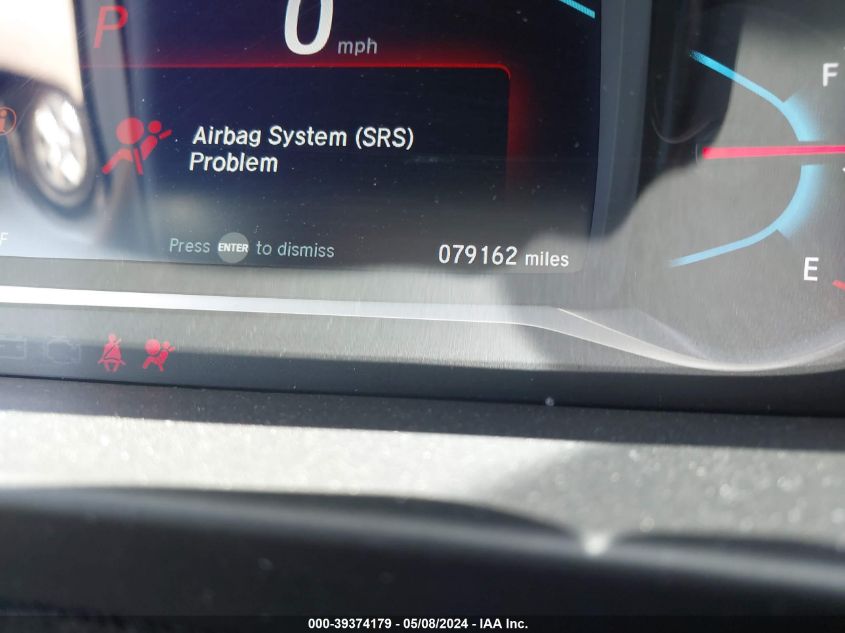 P
0
mph
F
i
Airbag System (SRS)
Problem
F
Press ENTER to dismiss
079162 miles
E
000-39374179 - 05/08/2024 - IAA Inc.